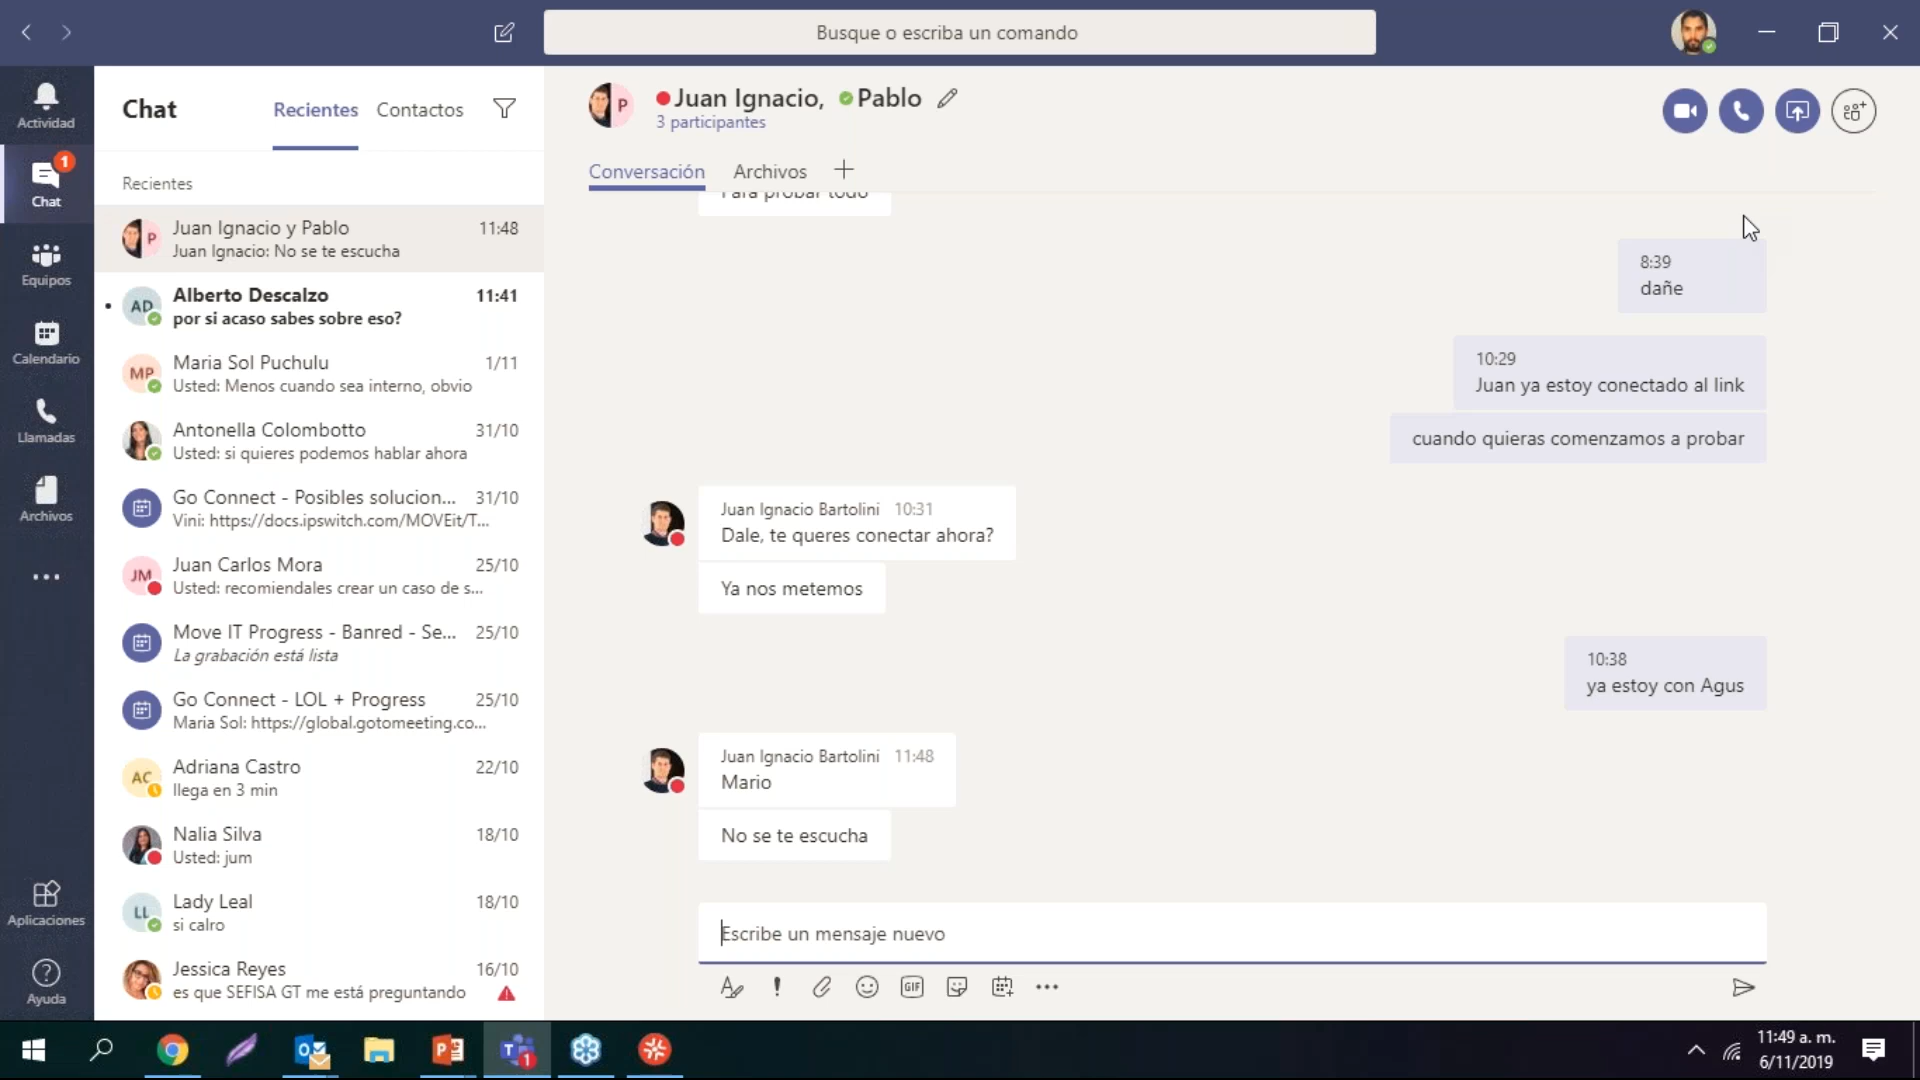 Busque o escriba un comando
Actividad
1
Chat
Equipos
Calendario
Llamadas
Archivos
Aplicaciones
Ayuda
Chat
Recientes
Contactos
Recientes
P
Juan Ignacio y Pablo
11:48
Juan Ignacio: No se te escucha
AD
Alberto Descalzo
11:41
por si acaso sabes sobre eso?
MP
Maria Sol Puchulu
1/11
Usted: Menos cuando sea interno, obvio
Antonella Colombotto
31/10
Usted: si quieres podemos hablar ahora
Go Connect - Posibles solucion...
31/10
Vini: https://docs.ipswitch.com/MOVEit/T...
JM
Juan Carlos Mora
25/10
Usted: recomiendales crear un caso de s...
Move IT Progress - Banred - Se...
25/10
La grabación está lista
Go Connect - LOL + Progress
25/10
Maria Sol: https://global.gotomeeting.co...
AC
Adriana Castro
22/10
llega en 3 min
Nalia Silva
18/10
Usted: jum
LL
Lady Leal
18/10
si calro
Jessica Reyes
16/10
es que SEFISA GT me está preguntando
P
Juan Ignacio, Pablo
3 participantes
Conversación
Archivos
Para probar todo
8:39
dañe
10:29
Juan ya estoy conectado al link
cuando quieras comenzamos a probar
Juan Ignacio Bartolini 10:31
Dale, te queres conectar ahora?
Ya nos metemos
10:38
ya estoy con Agus
Juan Ignacio Bartolini 11:48
Mario
No se te escucha
Escribe un mensaje nuevo
GIF
11:49 a. m.
6/11/2019